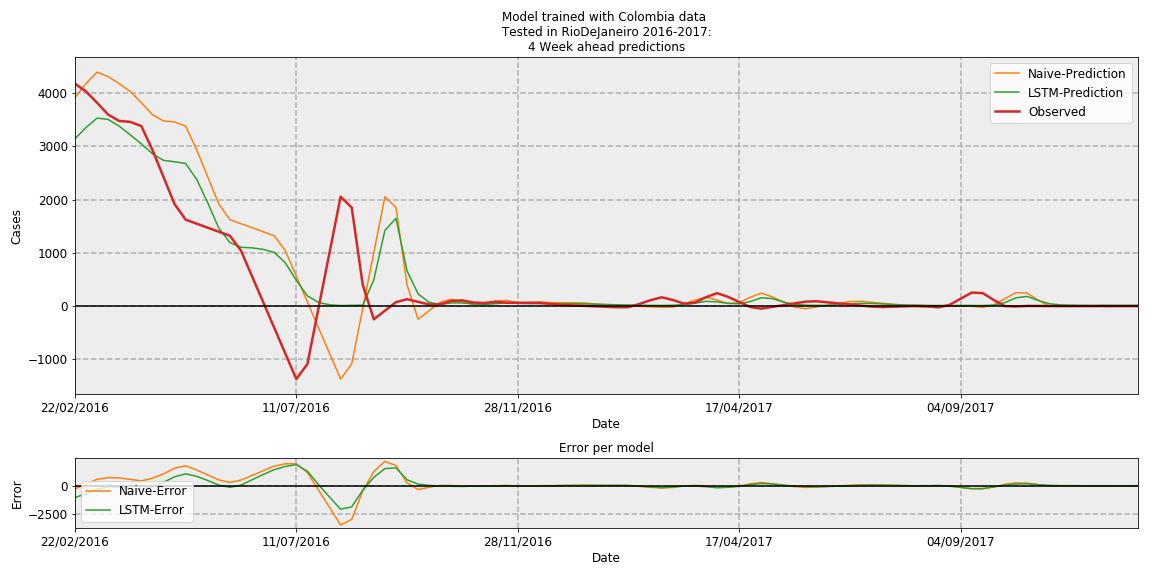 Model trained with Colombia data
Tested in RioDeJaneiro 2016-2017:
4 Week ahead predictions
Naive-Prediction
LSTM-Prediction
Observed
Cases
4000
3000
2000
1000
0
−1000
22/02/2016
11/07/2016
28/11/2016
17/04/2017
04/09/2017
Date
Error per model
Error
0
−2500
Naive-Error
LSTM-Error
22/02/2016
11/07/2016
28/11/2016
17/04/2017
04/09/2017
Date